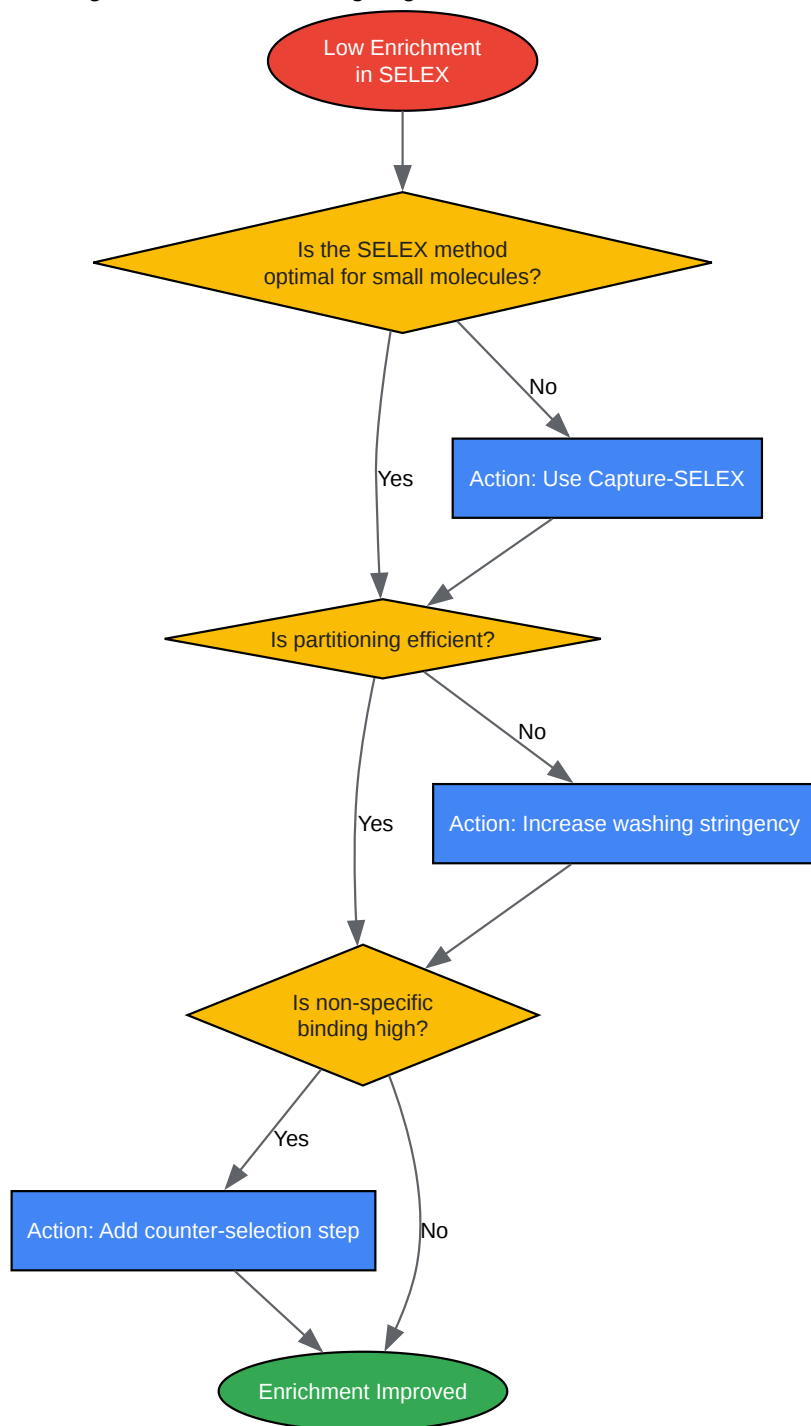 Low Enrichment
in SELEX
Is the SELEX method
optimal for small molecules?
No
Yes
Action: Use Capture-SELEX
Is partitioning efficient?
No
Yes
Action: Increase washing stringency
Is non-specific
binding high?
Yes
No
Action: Add counter-selection step
Enrichment Improved